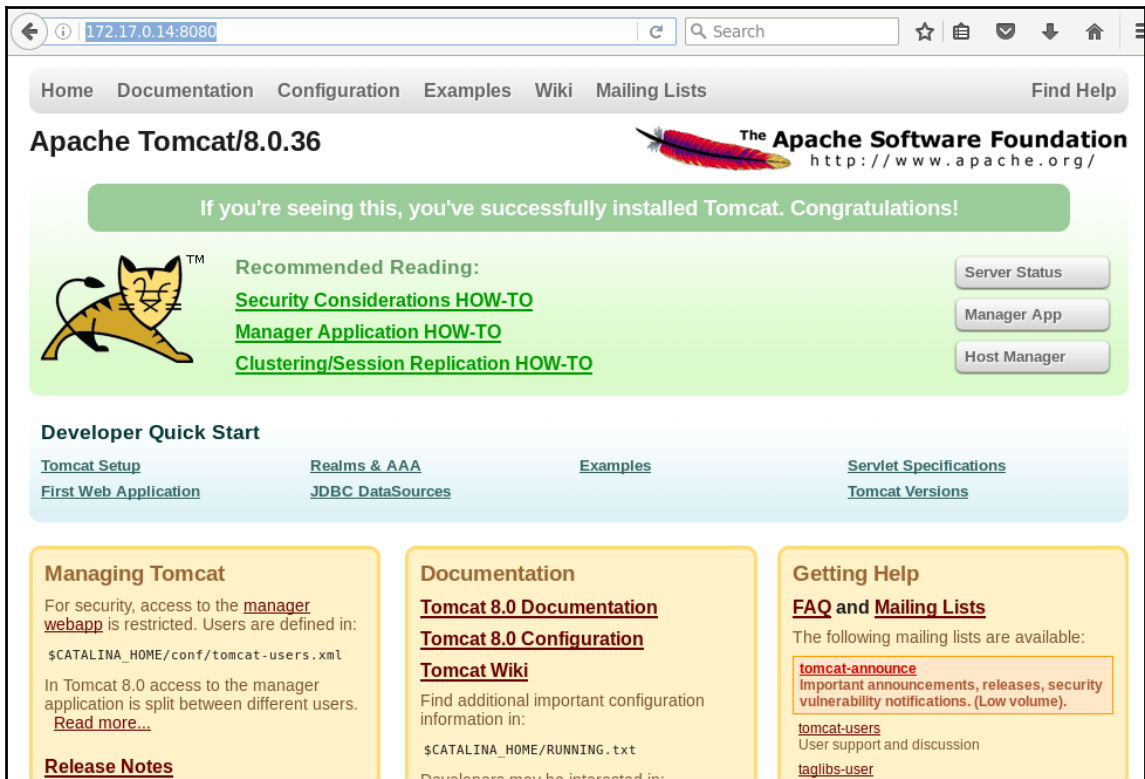 172.17.0.14:8080
Search
Home Documentation Configuration Examples Wiki Mailing Lists Find Help
Apache Tomcat/8.0.36
The Apache Software Foundation
http://www.apache.org/
If you're seeing this, you've successfully installed Tomcat. Congratulations!
TM
Recommended Reading:
Security Considerations HOW-TO
Manager Application HOW-TO
Clustering/Session Replication HOW-TO
Server Status
Manager App
Host Manager
Developer Quick Start
Tomcat Setup
First Web Application
Realms & AAA
JDBC DataSources
Examples
Servlet Specifications
Tomcat Versions
Managing Tomcat
For security, access to the manager
webapp is restricted. Users are defined in:
$CATALINA_HOME/conf/tomcat-users.xml
In Tomcat 8.0 access to the manager
application is split between different users.
Read more...
Release Notes
Documentation
Tomcat 8.0 Documentation
Tomcat 8.0 Configuration
Tomcat Wiki
Find additional important configuration
information in:
$CATALINA_HOME/RUNNING.txt
Developers may be interested in:
Getting Help
FAQ and Mailing Lists
The following mailing lists are available:
tomcat-announce
Important announcements, releases, security
vulnerability notifications. (Low volume).
tomcat-users
User support and discussion
taglibs-user